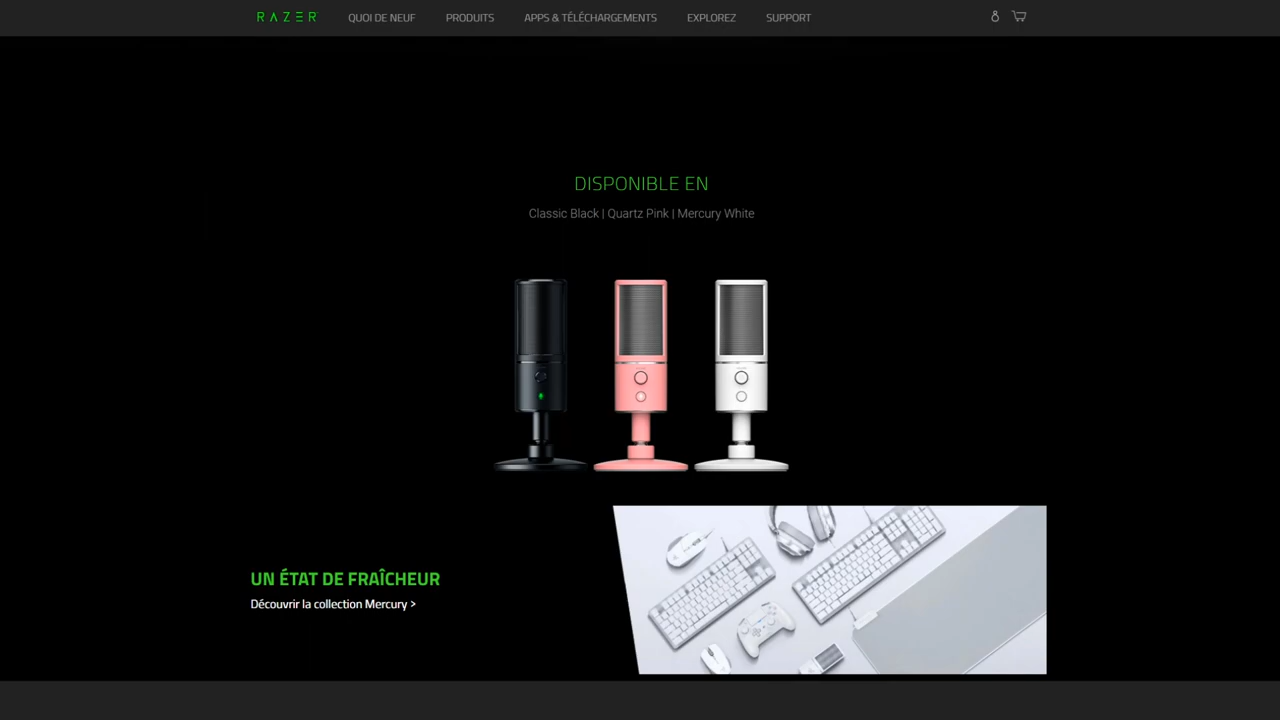 RAZER
QUOI DE NEUF
PRODUITS
APPS & TÉLÉCHARGEMENTS
EXPLOREZ
SUPPORT
DISPONIBLE EN
Classic Black | Quartz Pink | Mercury White
UN ÉTAT DE FRAÎCHEUR
Découvrir la collection Mercury >